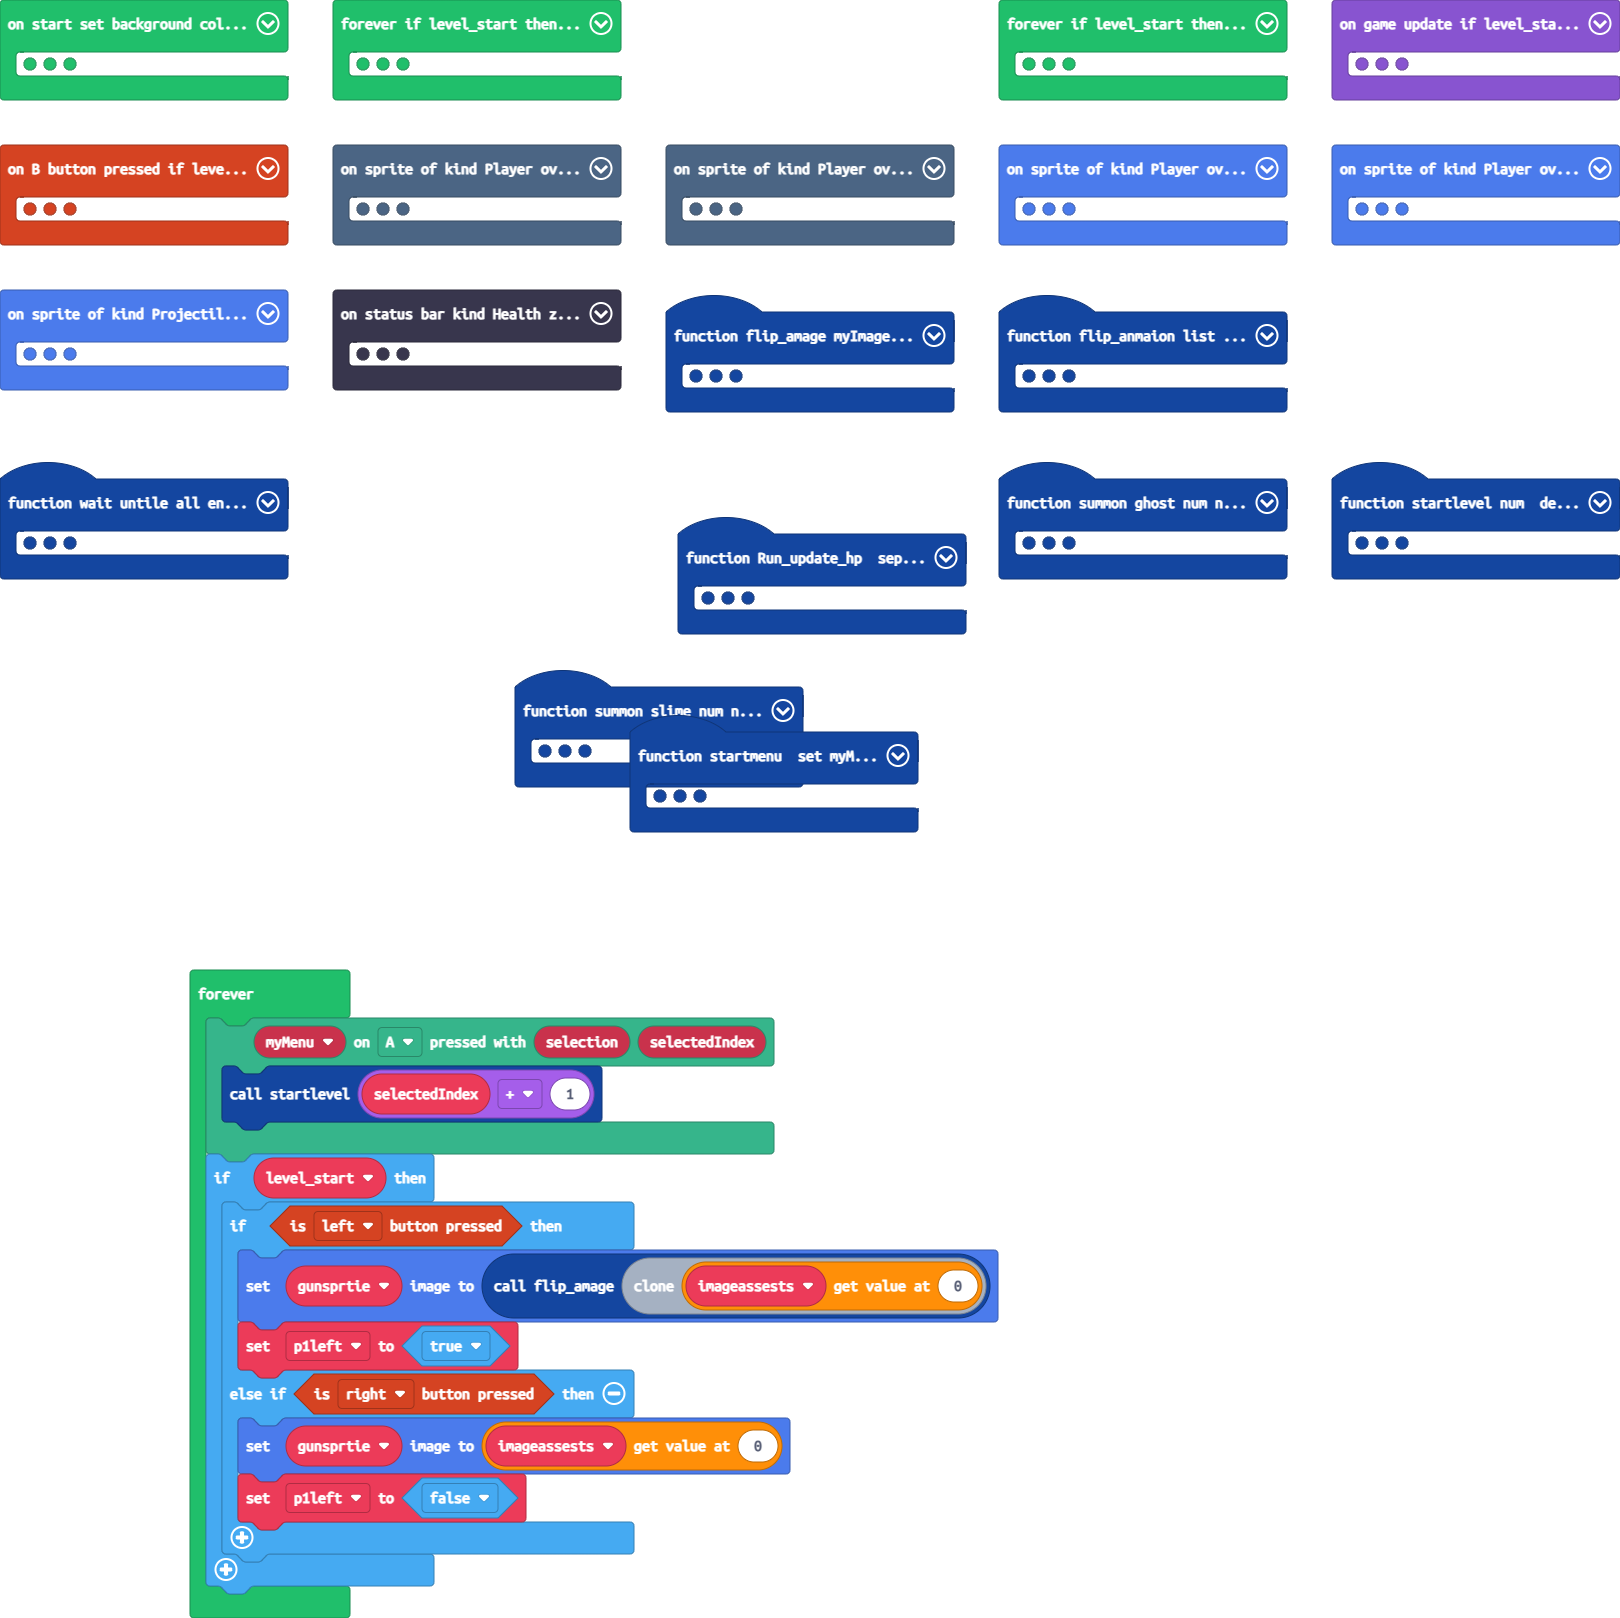 on start set background col...
forever if level_start then...
forever if level_start then...
on game update if level_sta...
on B button pressed if leve...
on sprite of kind Player ov...
on sprite of kind Player ov...
on sprite of kind Player ov...
on sprite of kind Player ov...
on sprite of kind Projectil...
on status bar kind Health z...
function flip_amage myImage...
function flip_anmaion list ...
function wait untile all en...
function Run_update_hp  sep...
function summon ghost num n...
function startlevel num  de...
function summon slime num n...
function startmenu  set myM...
forever
myMenu on A pressed with selection selectedIndex
call startlevel selectedIndex + 1
if level_start then
if is left button pressed then
set gunsprtie image to call flip_amage clone imageassests get value at 0
set p1left to true
else if is right button pressed then
set gunsprtie image to imageassests get value at 0
set p1left to false